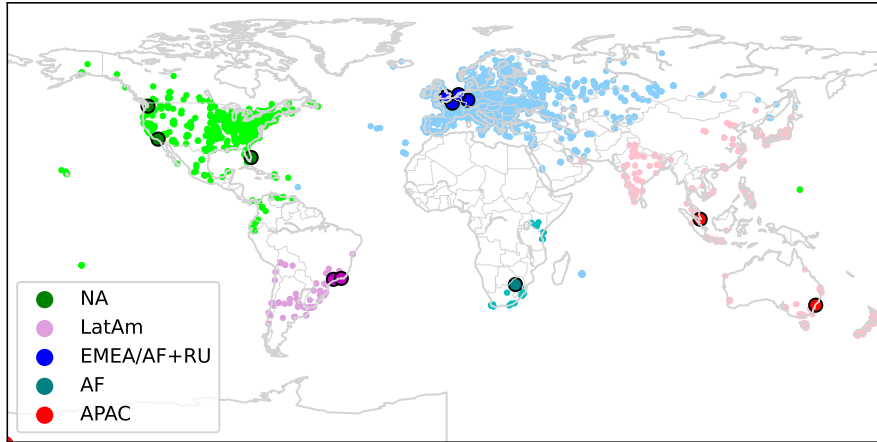 NA
LatAm
EMEA/AF+RU
AF
APAC